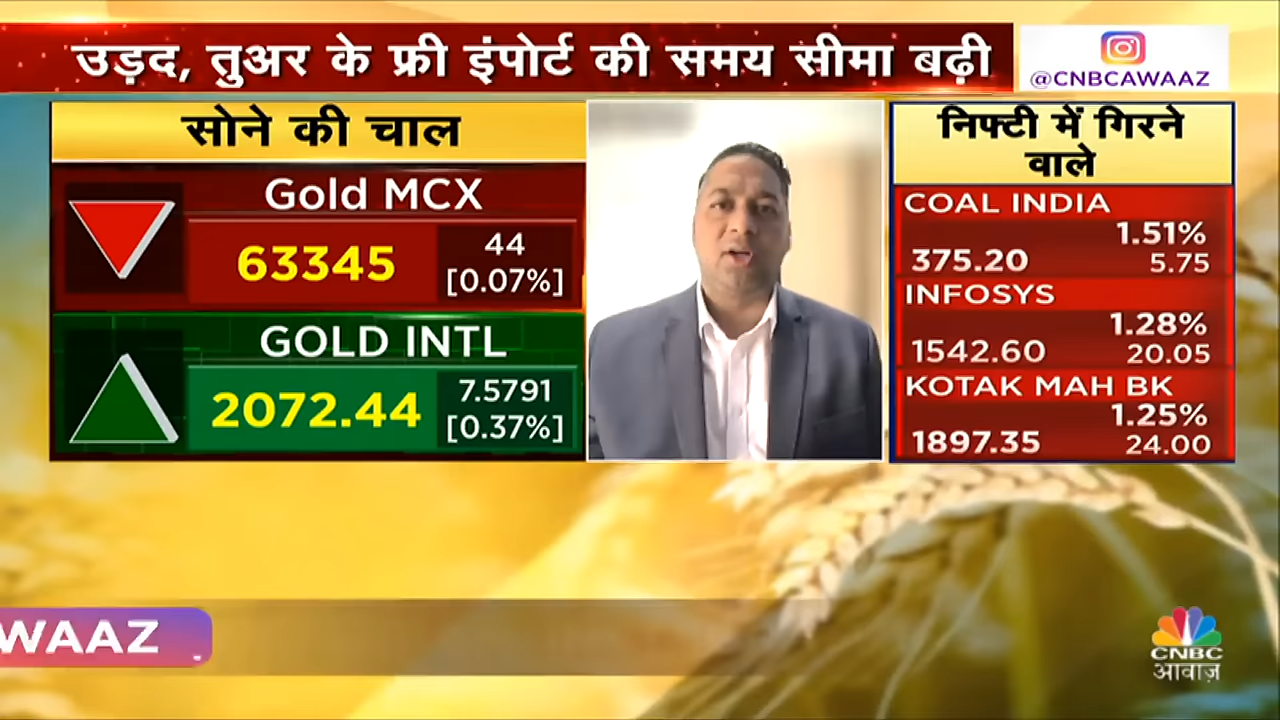 उड़द, तुअर के फ्री इंपोर्ट की समय सीमा बढ़ी
@CNBCAWAAZ
सोने की चाल
Gold MCX
63345
44
[0.07%]
GOLD INTL
2072.44
7.5791
[0.37%]
निफ्टी में गिरने
वाले
COAL INDIA
1.51%
375.20
5.75
INFOSYS
1.28%
1542.60
20.05
KOTAK MAH BK
1.25%
1897.35
24.00
WAAZ
CNBC
आवाज़